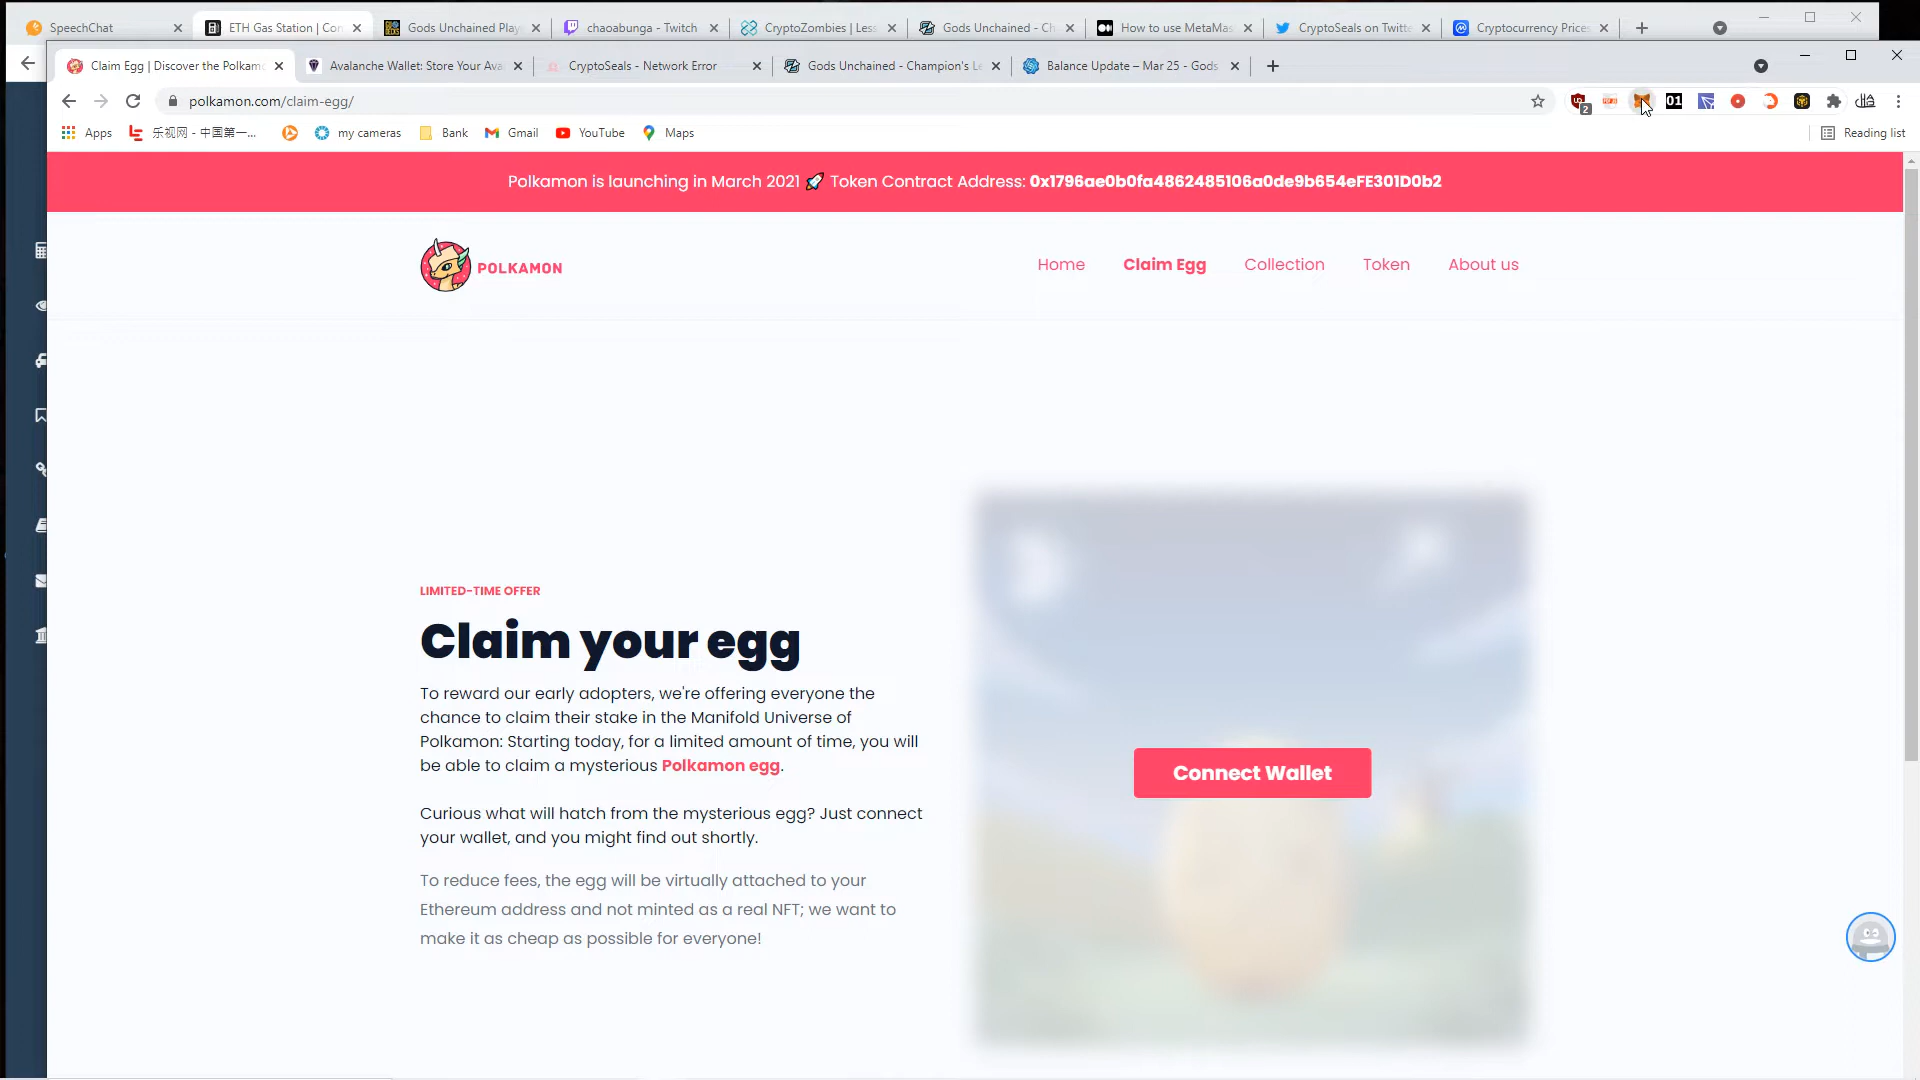 SpeechChat
ETH Gas Station | Con
Gods Unchained Play
chaoabunga - Twitch
CryptoZombies | Less
Gods Unchained - Ch
How to use MetaMas
CryptoSeals on Twitte
Cryptocurrency Prices
Claim Egg | Discover the Polkamo
Avalanche Wallet: Store Your Ava
CryptoSeals - Network Error
Gods Unchained - Champion's Le
Balance Update – Mar 25 - Gods
polkamon.com/claim-egg/
2
01
Apps
乐视网 - 中国第一...
my cameras
Bank
Gmail
YouTube
Maps
Reading list
Polkamon is launching in March 2021 🚀 Token Contract Address: 0x1796ae0b0fa4862485106a0de9b654eFE301D0b2
POLKAMON
Home
Claim Egg
Collection
Token
About us
LIMITED-TIME OFFER
Claim your egg
To reward our early adopters, we're offering everyone the
chance to claim their stake in the Manifold Universe of
Polkamon: Starting today, for a limited amount of time, you will
be able to claim a mysterious Polkamon egg.
Curious what will hatch from the mysterious egg? Just connect
your wallet, and you might find out shortly.
To reduce fees, the egg will be virtually attached to your
Ethereum address and not minted as a real NFT; we want to
make it as cheap as possible for everyone!
Connect Wallet